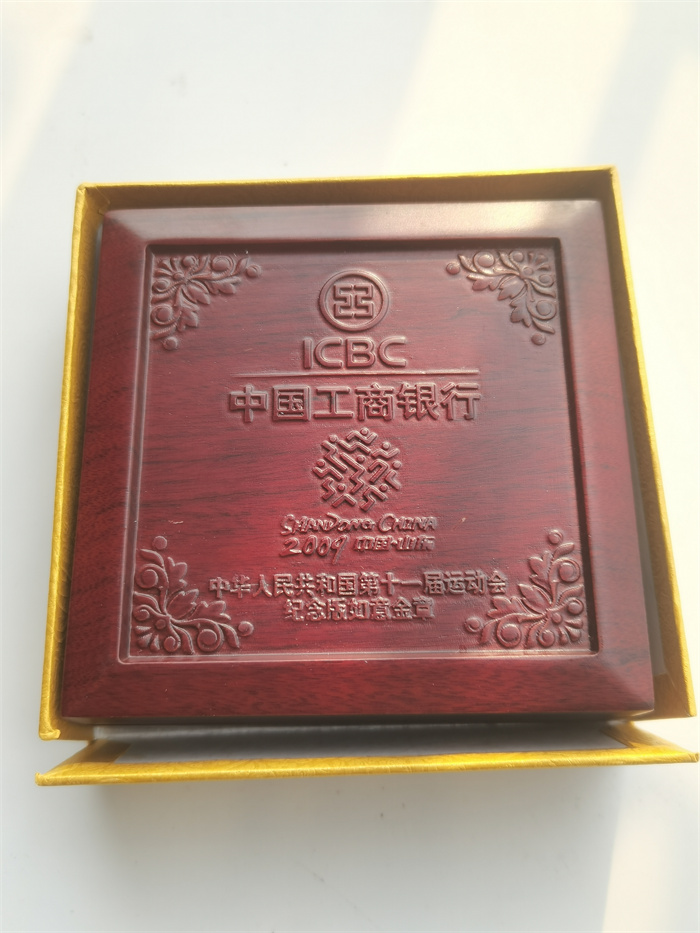 ICBC
中国工商银行
SHANDONG CHINA
2009 中国·山东
中华人民共和国第十一届运动会
纪念版如意金章